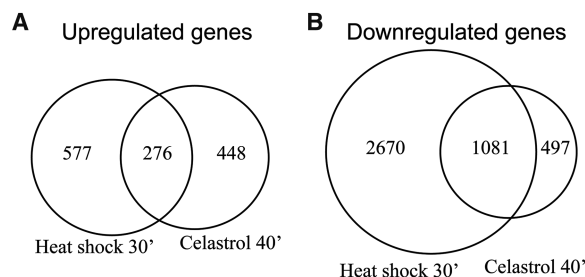 A
Upregulated genes
577
276
448
Heat shock 30’
Celastrol 40’
B
Downregulated genes
2670
1081
497
Heat shock 30’
Celastrol 40’